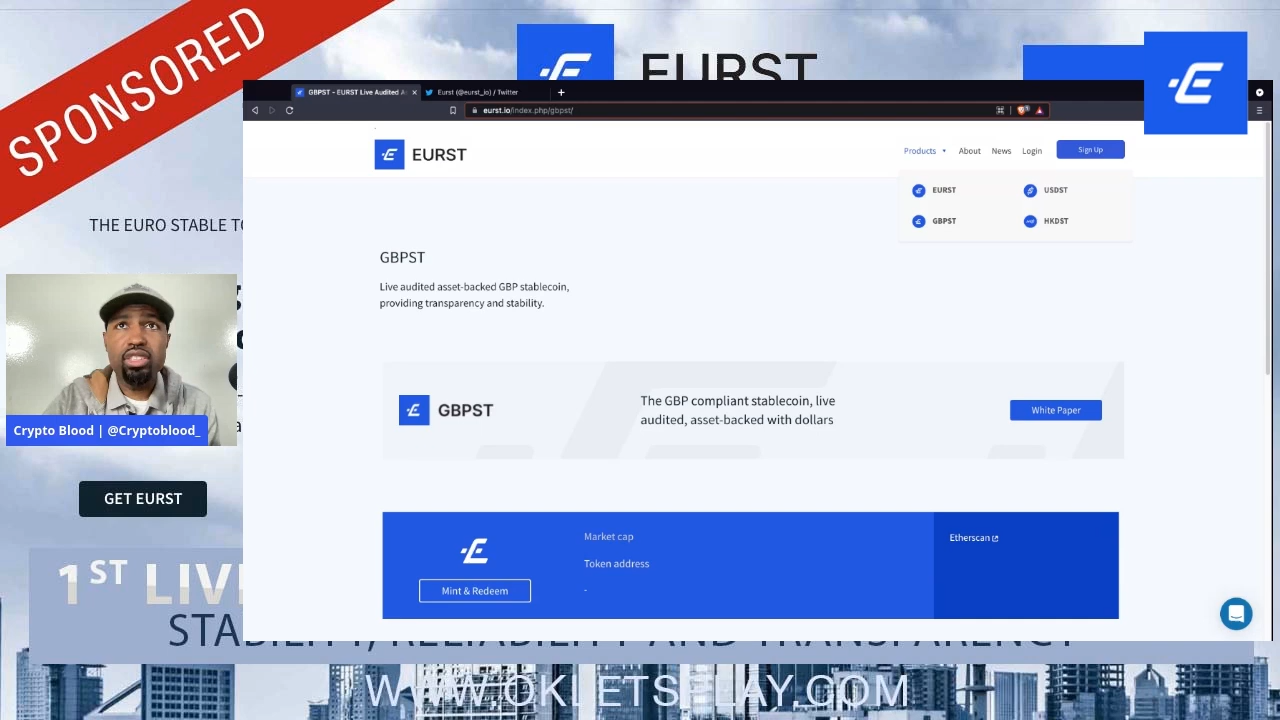 SPONSORED
EURST
GBPST - EURST Live Audited A
Eurst (@eurst_io) / Twitter
eurst.io/index.php/gbpst/
EURST
Products
About
News
Login
Sign Up
EURST
USDST
GBPST
HKDST
THE EURO STABLE TO
GBPST
Live audited asset-backed GBP stablecoin,
providing transparency and stability.
GBPST
The GBP compliant stablecoin, live
audited, asset-backed with dollars
White Paper
Crypto Blood | @Cryptoblood_
GET EURST
Market cap
Token address
-
Etherscan
Mint & Redeem
1ST LIVE
STABILITY, RELIABILITY AND TRANSPARENCY
WWW.OKLETSPLAY.COM